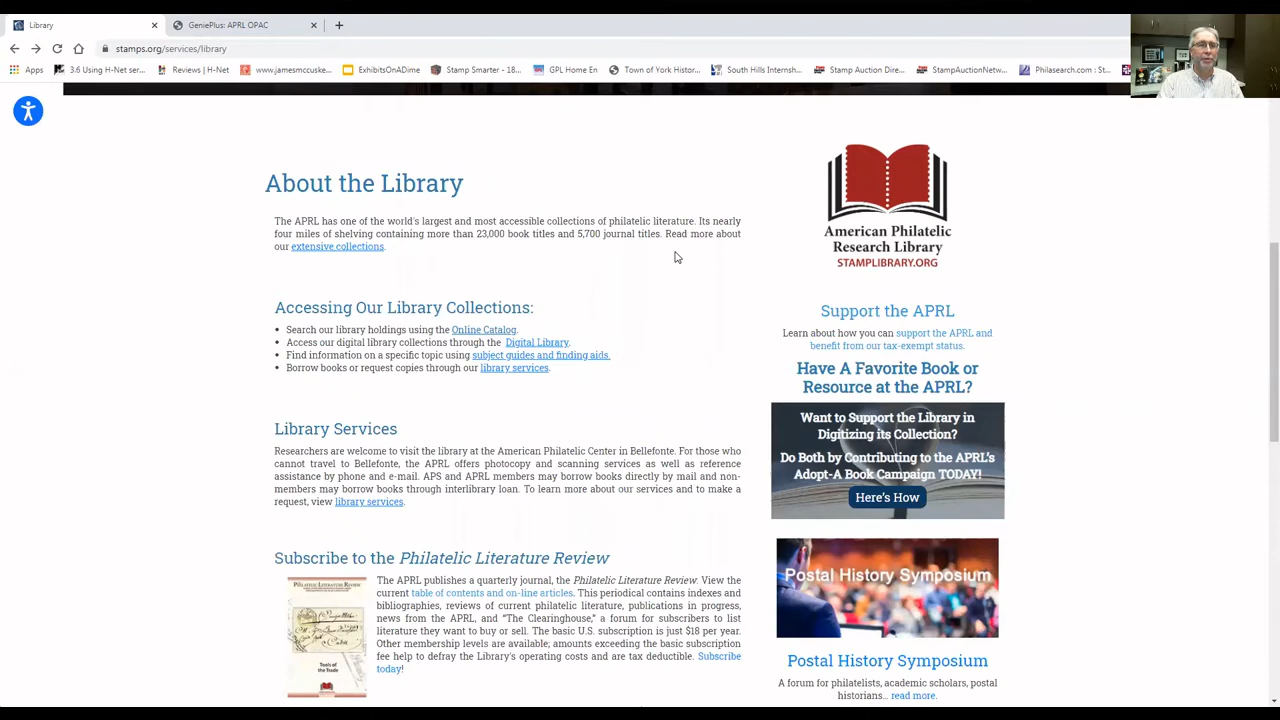 Library
GeniePlus: APRL OPAC
stamps.org/services/library
Apps
3.6 Using H-Net ser...
Reviews | H-Net
www.jamesmccuske...
ExhibitsOnADime
Stamp Smarter - 18...
GPL Home En
Town of York Histor...
South Hills Internsh...
Stamp Auction Dire...
StampAuctionNetw...
Philasearch.com : St...
About the Library
The APRL has one of the world's largest and most accessible collections of philatelic literature. Its nearly
four miles of shelving containing more than 23,000 book titles and 5,700 journal titles. Read more about
our extensive collections.
Accessing Our Library Collections:
• Search our library holdings using the Online Catalog.
• Access our digital library collections through the Digital Library.
• Find information on a specific topic using subject guides and finding aids.
• Borrow books or request copies through our library services.
Library Services
Researchers are welcome to visit the library at the American Philatelic Center in Bellefonte. For those who
cannot travel to Bellefonte, the APRL offers photocopy and scanning services as well as reference
assistance by phone and e-mail. APS and APRL members may borrow books directly by mail and non-
members may borrow books through interlibrary loan. To learn more about our services and to make a
request, view library services.
Subscribe to the Philatelic Literature Review
PHILATELIC LITERATURE REVIEW
Tools of
the Trade
The APRL publishes a quarterly journal, the Philatelic Literature Review. View the
current table of contents and on-line articles. This periodical contains indexes and
bibliographies, reviews of current philatelic literature, publications in progress,
news from the APRL, and “The Clearinghouse,” a forum for subscribers to list
literature they want to buy or sell. The basic U.S. subscription is just $18 per year.
Other membership levels are available; amounts exceeding the basic subscription
fee help to defray the Library's operating costs and are tax deductible. Subscribe
today!
American Philatelic
Research Library
STAMPLIBRARY.ORG
Support the APRL
Learn about how you can support the APRL and
benefit from our tax-exempt status.
Have A Favorite Book or
Resource at the APRL?
Want to Support the Library in
Digitizing its Collection?
Do Both by Contributing to the APRL's
Adopt-A Book Campaign TODAY!
Here's How
Postal History Symposium
Postal History Symposium
A forum for philatelists, academic scholars, postal
historians... read more.